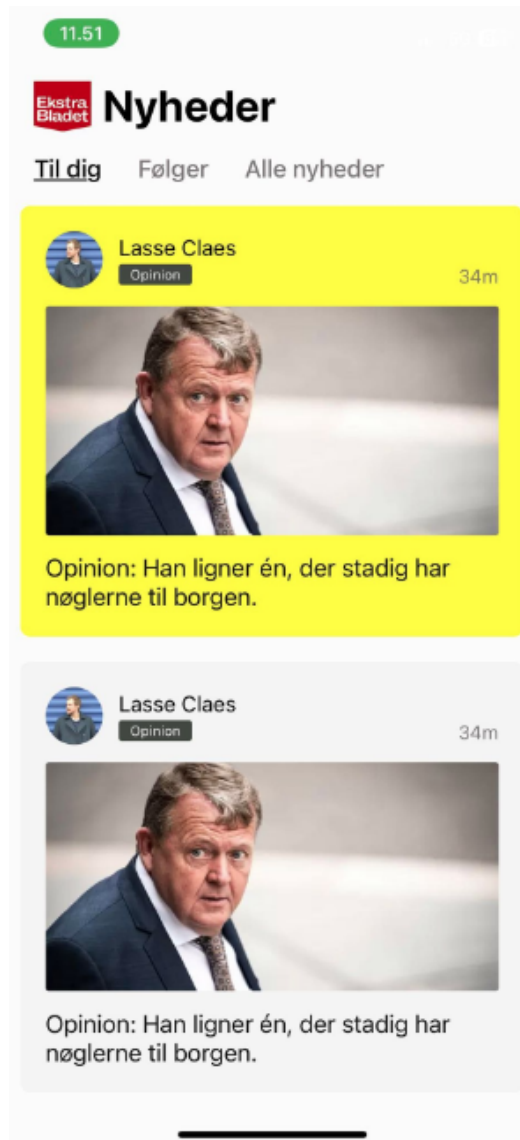 11.51
Ekstra
Bladet
Nyheder
Til dig Følger Alle nyheder
Lasse Claes
Opinion
34m
Opinion: Han ligner én, der stadig har
nøglerne til borgen.
Lasse Claes
Opinion
34m
Opinion: Han ligner én, der stadig har
nøglerne til borgen.